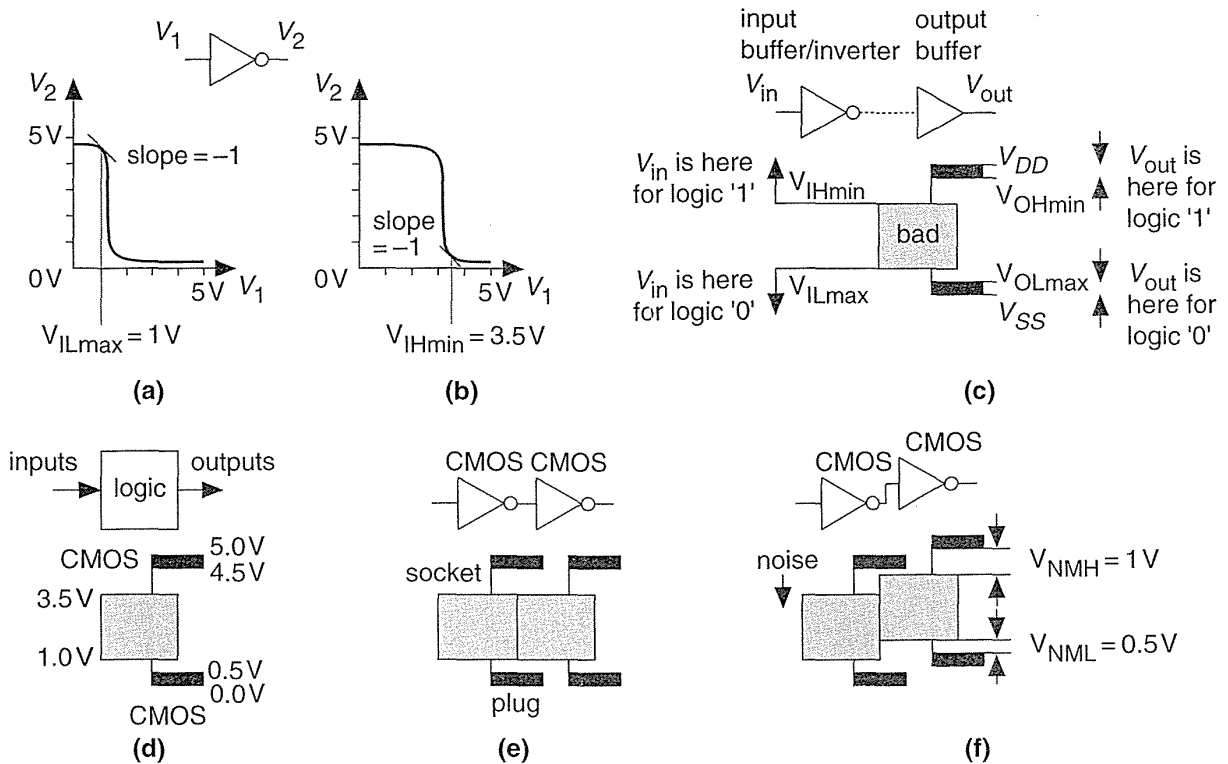 V1
V2
V2
5V
slope = –1
0V
5V V1
VILmax = 1V
(a)
V2
5V
slope
= –1
0V
5V V1
VIHmin = 3.5V
(b)
input
buffer/inverter
output
buffer
Vin
Vout
Vin is here
for logic '1'
VIHmin
bad
VDD
VOHmin
Vout is
here for
logic '1'
Vin is here
for logic '0'
VILmax
VOLmax
VSS
Vout is
here for
logic '0'
(c)
inputs
logic
outputs
CMOS
5.0V
4.5V
3.5V
1.0V
0.5V
0.0V
CMOS
(d)
CMOS CMOS
socket
plug
(e)
CMOS
CMOS
noise
VNMH = 1V
VNML = 0.5V
(f)